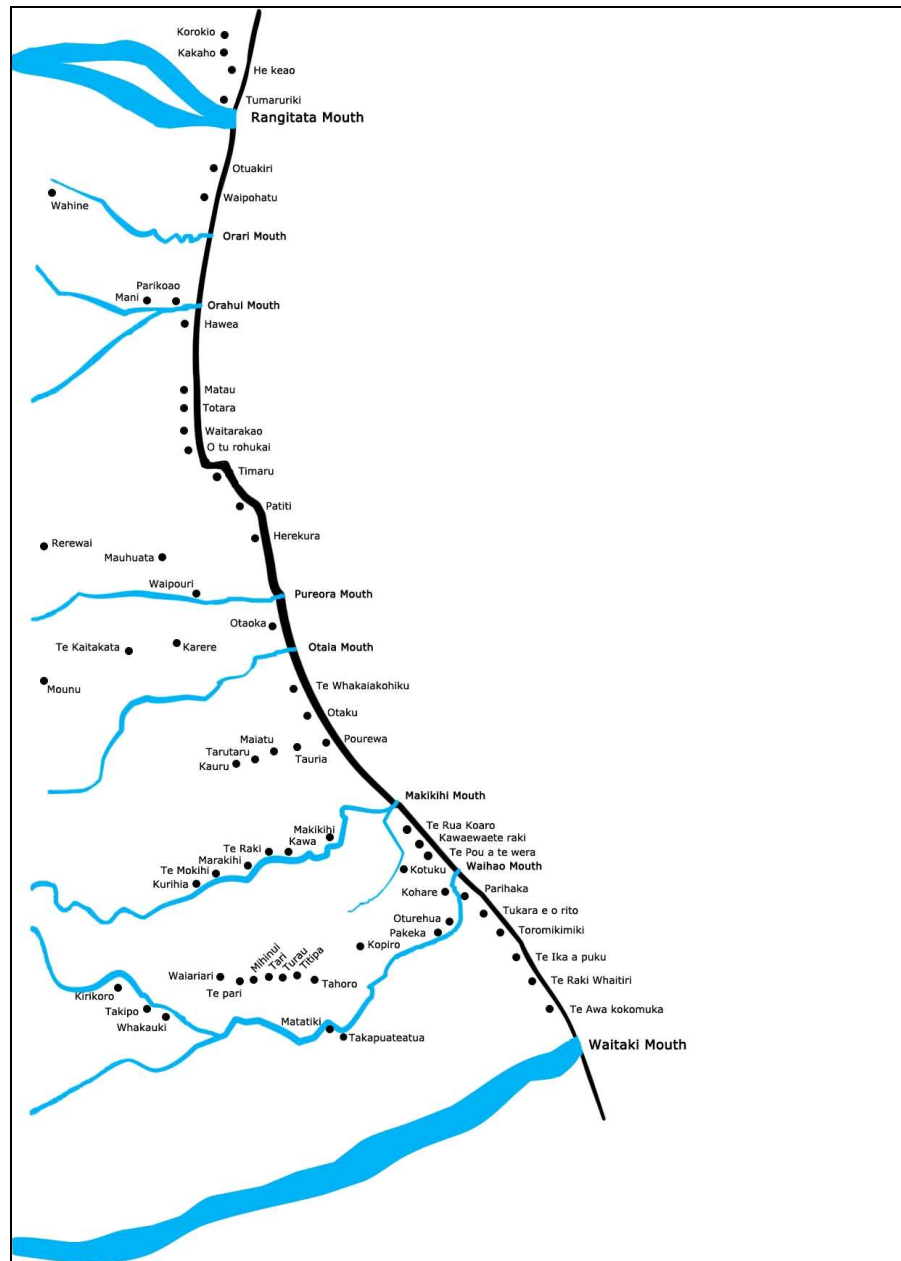 Korokio
Kakaho
He keao
Tumaruriki
Rangitata Mouth
Otuakiri
Wahine
Waipohatu
Orari Mouth
Parikoao
Mani
Orahui Mouth
Hawea
Matau
Totara
Waitarakao
O tu rohukai
Timaru
Patiti
Herekura
Rerewai
Mauhuata
Waipouri
Pureora Mouth
Otaoka
Te Kaitakata
Karere
Otaia Mouth
Mounu
Te Whakaiakohiku
Otaku
Maiatu
Pourewa
Tarutaru
Tauria
Kauru
Makikihi Mouth
Te Rua Koaro
Makikihi
Kawaewaete raki
Te Raki
Kawa
Te Pou a te wera
Marakihi
Waihao Mouth
Te Mokihi
Kotuku
Kurihia
Kohare
Parihaka
Tukara e o rito
Oturehua
Pakeka
Toromikimiki
Kopiro
Te Ika a puku
Mihinui
Tari
Turau
Titipa
Waiariari
Te pari
Tahoro
Te Raki Whaitiri
Kirikoro
Takipo
Whakauki
Te Awa kokomuka
Matatiki
Takapuateatua
Waitaki Mouth